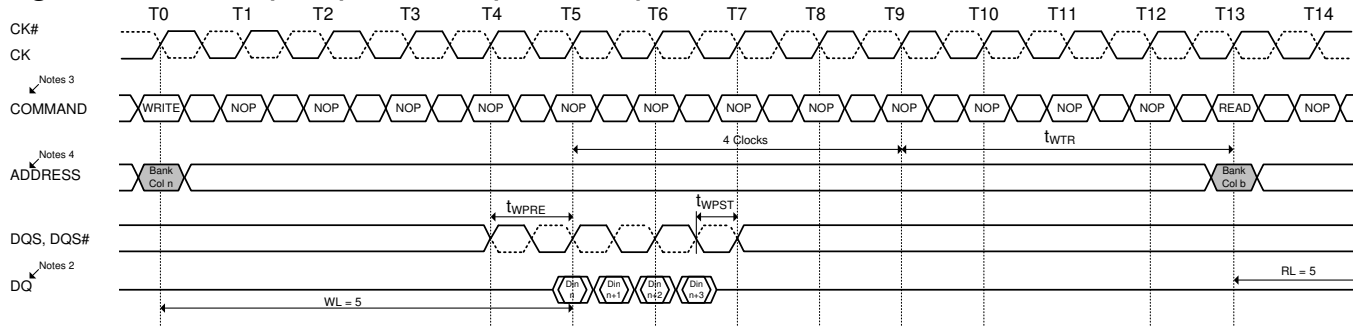 T0 T1 T2 T3 T4 T5 T6 T7 T8 T9 T10 T11 T12 T13 T14
CK#
CK
Notes 3
COMMAND WRITE NOP NOP NOP NOP NOP NOP NOP NOP NOP NOP NOP NOP READ NOP
4 Clocks tWTR
Notes 4
ADDRESS Bank Col n Bank Col b
tWPRE tWPST
DQS, DQS#
Notes 2
DQ Din n Din n+1 Din n+2 Din n+3
WL = 5 RL = 5